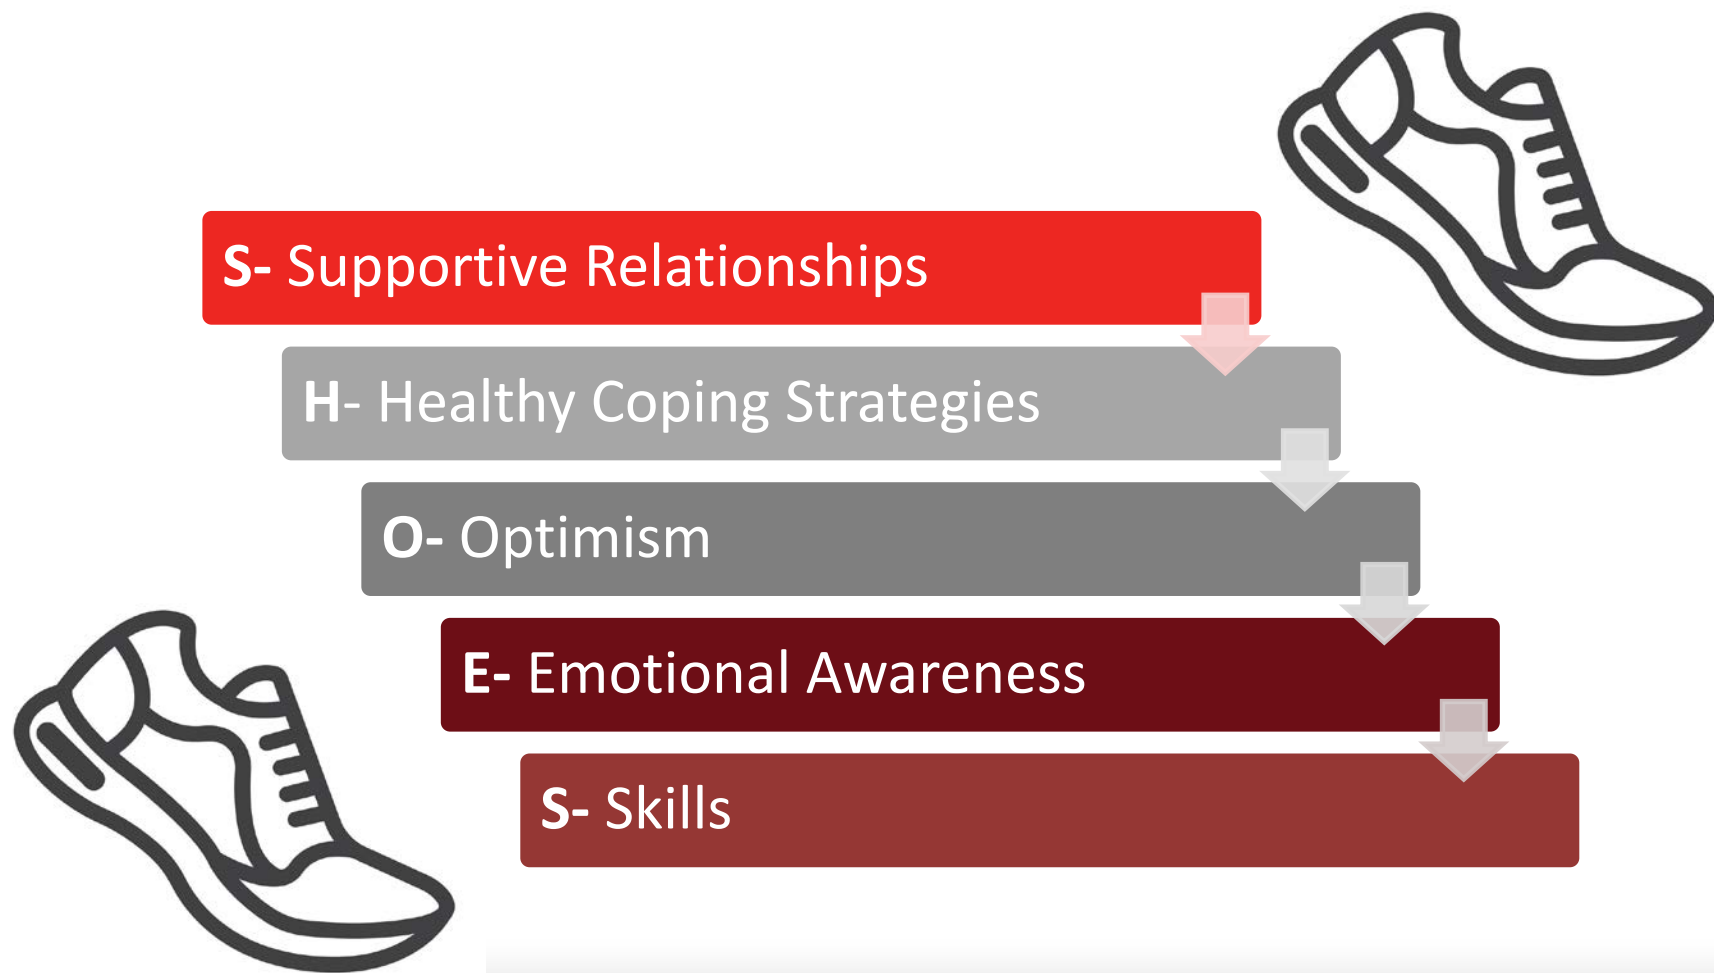 S- Supportive Relationships
H- Healthy Coping Strategies
O- Optimism
E- Emotional Awareness
S- Skills